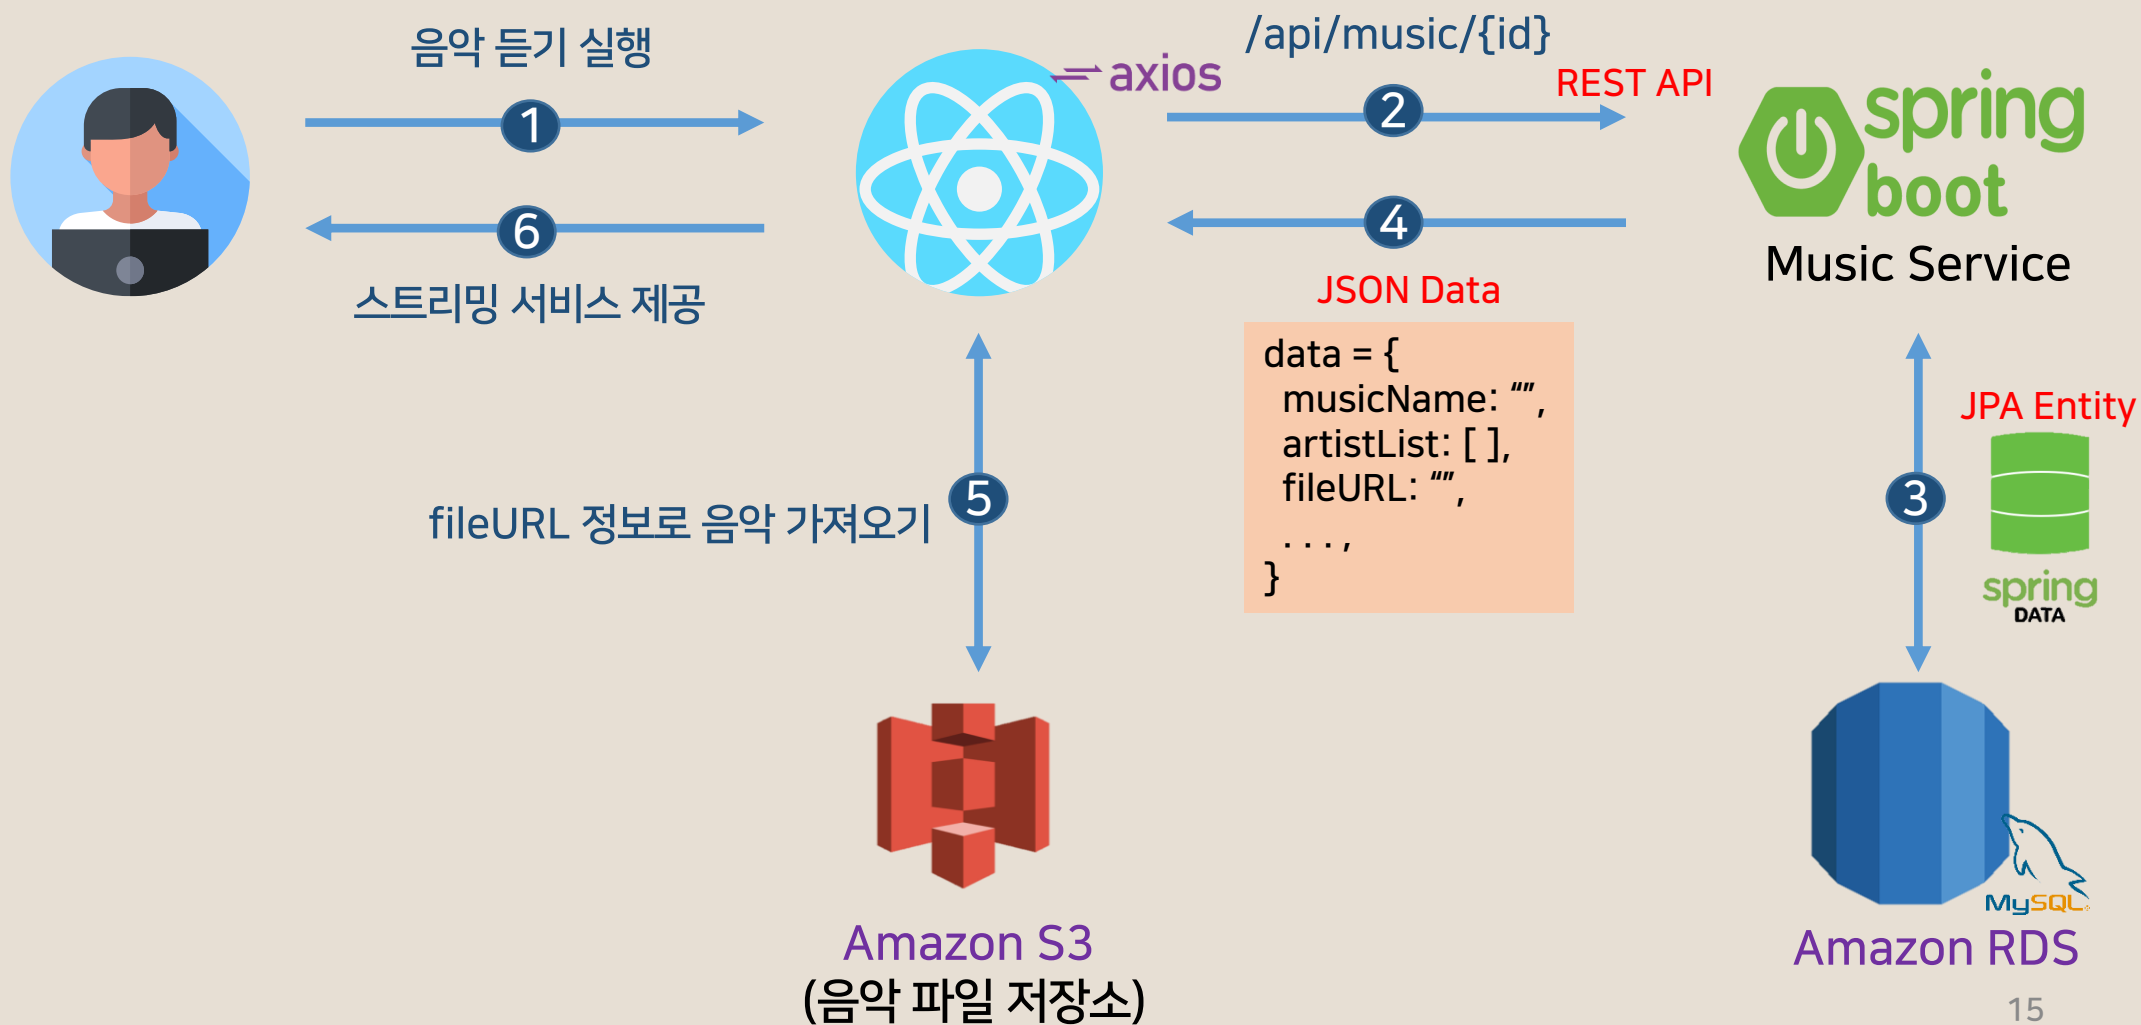 음악 듣기 실행
1
6
스트리밍 서비스 제공
axios
/api/music/{id}
REST API
2
4
JSON Data
data = {
musicName: “”,
artistList: [ ],
fileURL: “”,
. . . ,
}
spring
boot
Music Service
3
JPA Entity
spring
DATA
5
fileURL 정보로 음악 가져오기
Amazon S3
(음악 파일 저장소)
MySQL
Amazon RDS
15